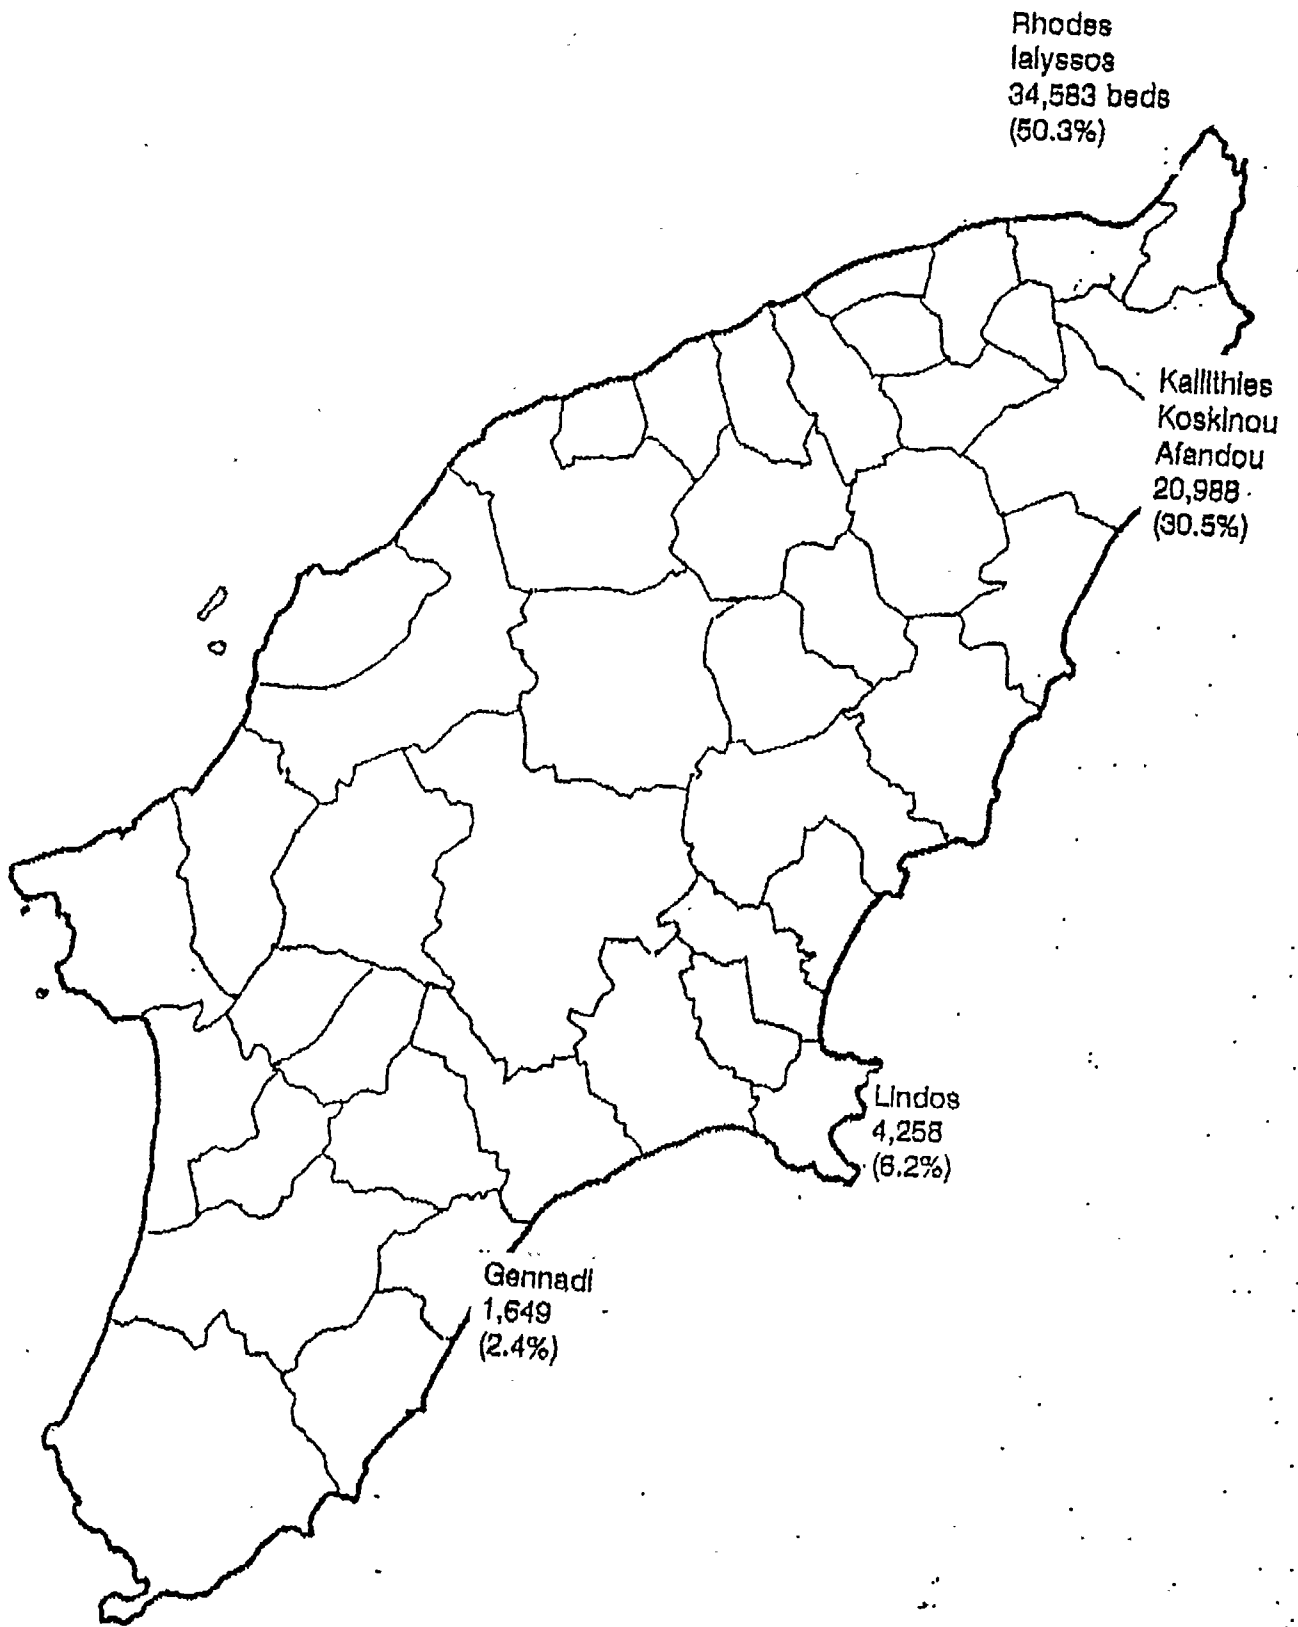 Rhodes
Ialyssos
34,583 beds
(50.3%)
Kallithies
Koskinou
Afandou
20,988
(30.5%)
Lindos
4,258
(6.2%)
Gennadi
1,649
(2.4%)